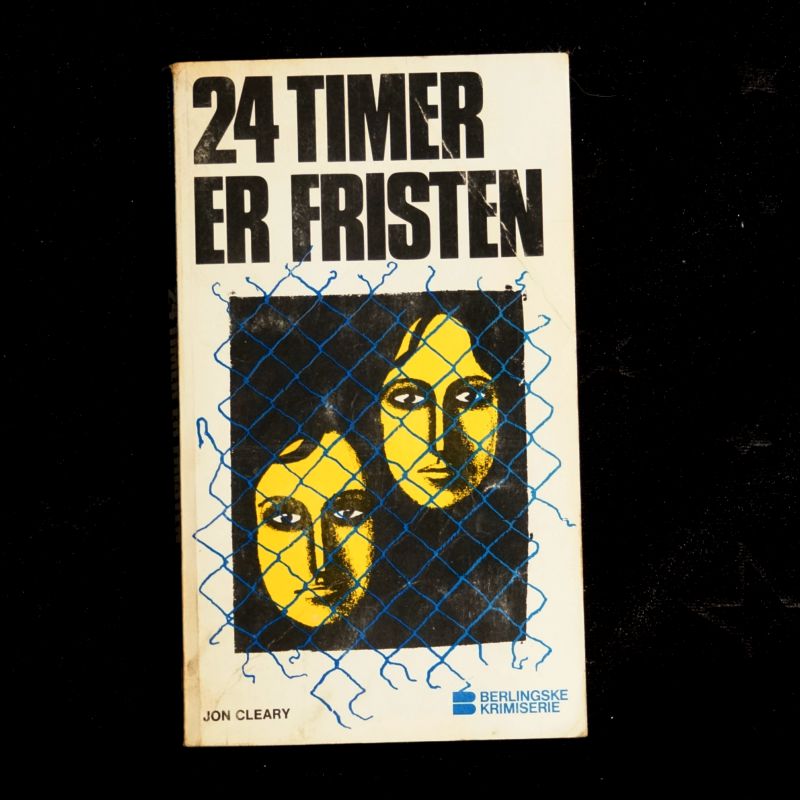 24 TIMER
ER FRISTEN
JON CLEARY
BERLINGSKE
KRIMISERIE